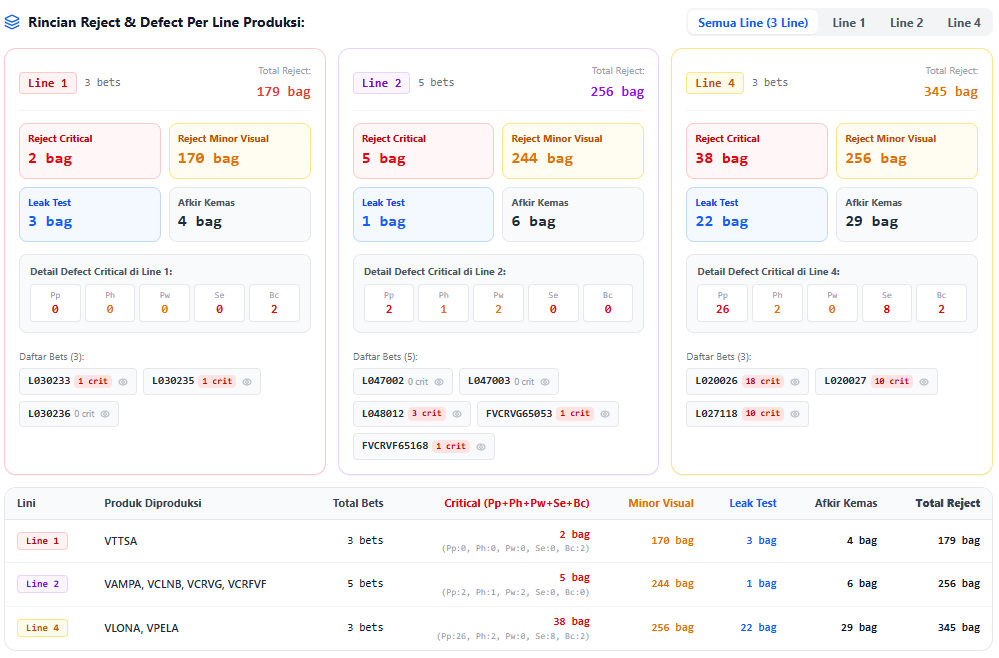 Rincian Reject & Defect Per Line Produksi:
Semua Line (3 Line) Line 1 Line 2 Line 4
Line 1 3 bets
Total Reject:
179 bag
Reject Critical
2 bag
Reject Minor Visual
170 bag
Leak Test
3 bag
Afkir Kemas
4 bag
Detail Defect Critical di Line 1:
Pp Ph Pw Se Bc
0 0 0 0 2
Daftar Bets (3):
L030233 1 crit L030235 1 crit
L030236 0 crit
Line 2 5 bets
Total Reject:
256 bag
Reject Critical
5 bag
Reject Minor Visual
244 bag
Leak Test
1 bag
Afkir Kemas
6 bag
Detail Defect Critical di Line 2:
Pp Ph Pw Se Bc
2 1 2 0 0
Daftar Bets (5):
L047002 0 crit L047003 0 crit
L048012 3 crit FVCRVG65053 1 crit
FVCRVF65168 1 crit
Line 4 3 bets
Total Reject:
345 bag
Reject Critical
38 bag
Reject Minor Visual
256 bag
Leak Test
22 bag
Afkir Kemas
29 bag
Detail Defect Critical di Line 4:
Pp Ph Pw Se Bc
26 2 0 8 2
Daftar Bets (3):
L020026 18 crit L020027 10 crit
L027118 10 crit
Lini Produk Diproduksi Total Bets Critical (Pp+Ph+Pw+Se+Bc) Minor Visual Leak Test Afkir Kemas Total Reject
Line 1 VTTSA 3 bets 2 bag 170 bag 3 bag 4 bag 179 bag
(Pp:0, Ph:0, Pw:0, Se:0, Bc:2)
Line 2 VAMPA, VCLNB, VCRVG, VCRFVF 5 bets 5 bag 244 bag 1 bag 6 bag 256 bag
(Pp:2, Ph:1, Pw:2, Se:0, Bc:0)
Line 4 VLONA, VPELA 3 bets 38 bag 256 bag 22 bag 29 bag 345 bag
(Pp:26, Ph:2, Pw:0, Se:8, Bc:2)